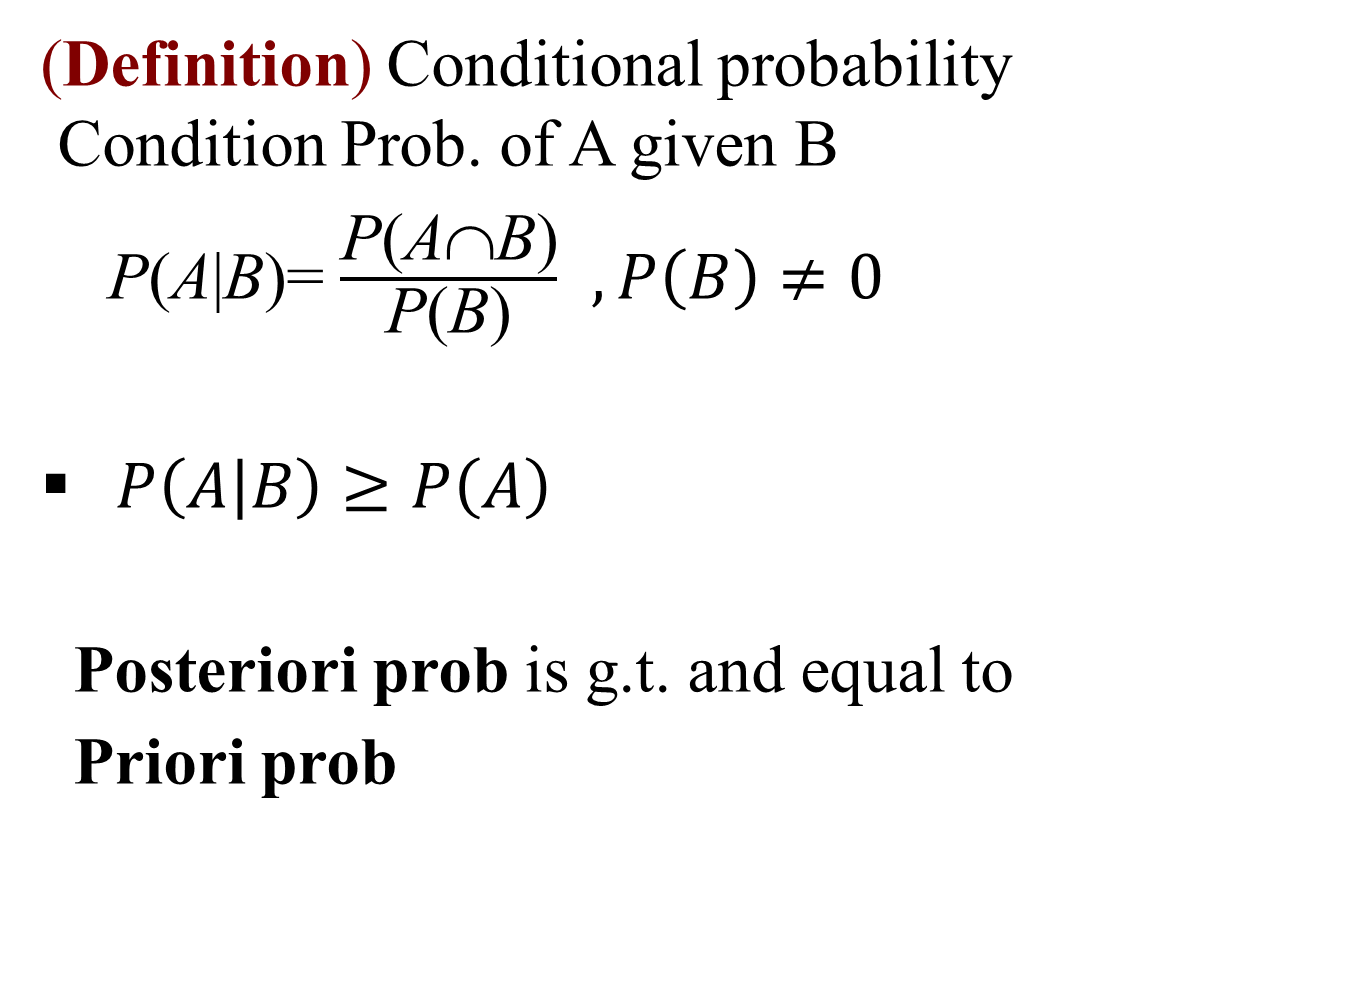 (Definition) Conditional probability
Condition Prob. of A given B
P(A|B)= P(A∩B) / P(B) , P(B) ≠ 0
▪ P(A|B) ≥ P(A)
Posteriori prob is g.t. and equal to
Priori prob